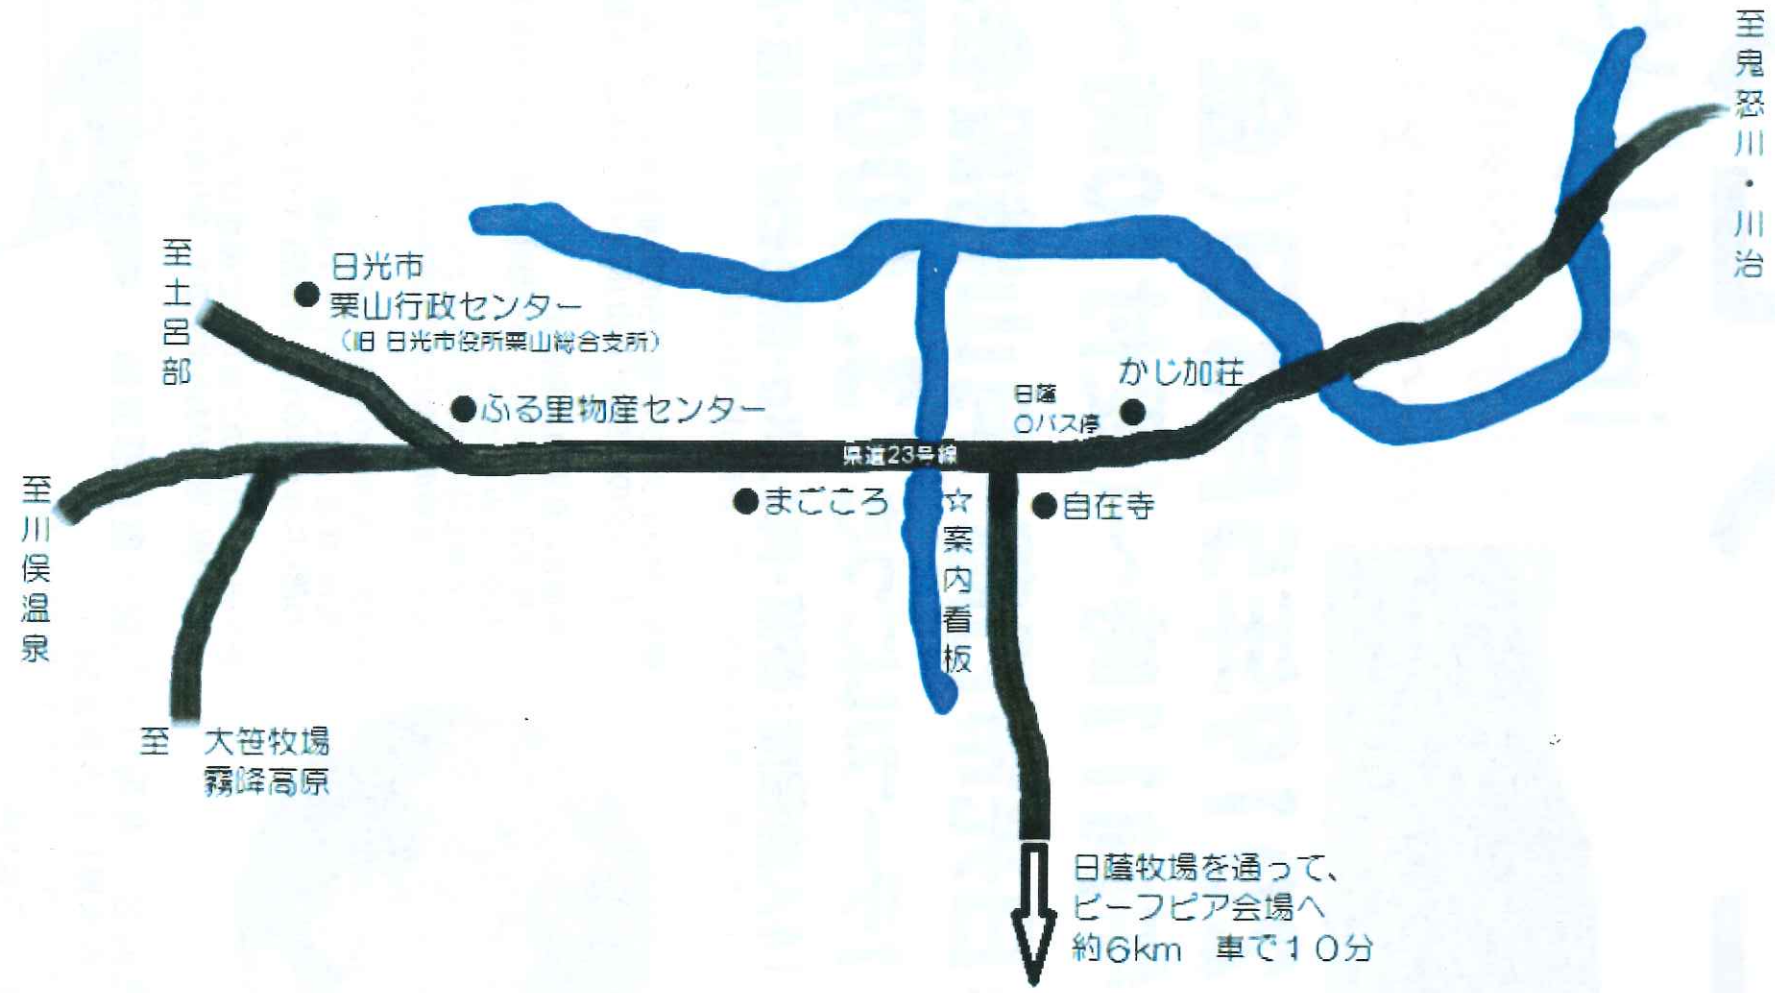 至鬼怒川・川治
至土呂部
日光市
栗山行政センター
（旧 日光市役所栗山総合支所）
かじ加荘
日蔭
○バス停
ふる里物産センター
県道23号線
至川俣温泉
まごころ
☆案内看板
自在寺
至 大笹牧場
霧降高原
日蔭牧場を通って、
ビーフピア会場へ
約6km 車で10分